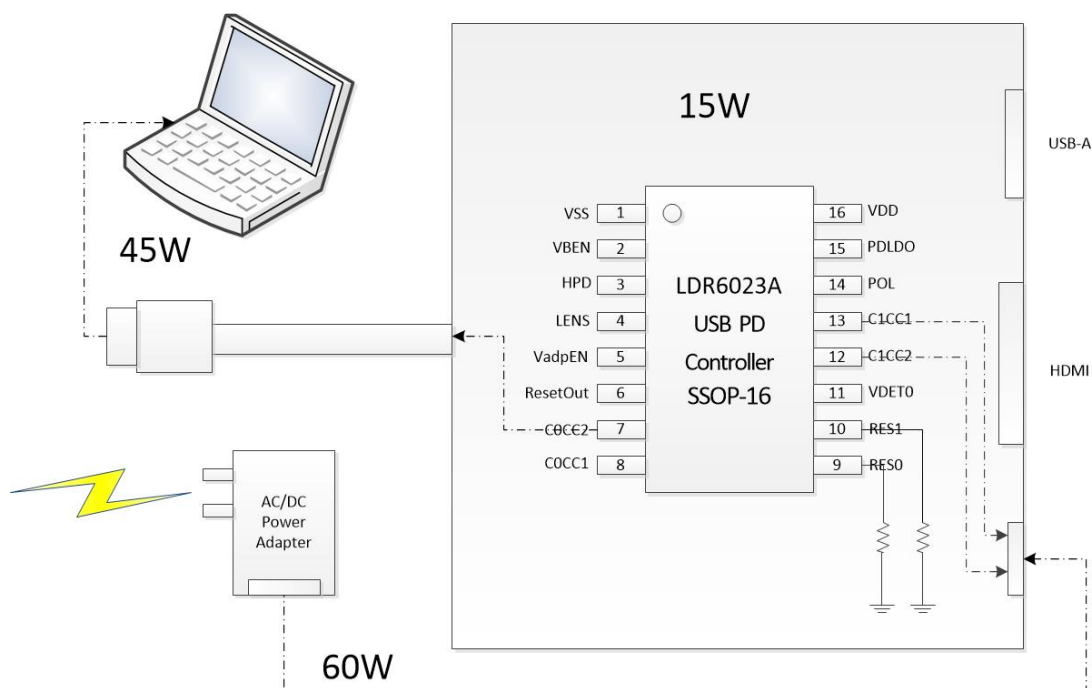 15W
USB-A
45W
VSS 1
VBEN 2
HPD 3
LENS 4
VadpEN 5
ResetOut 6
C0CC2 7
C0CC1 8
LDR6023A
USB PD
Controller
SSOP-16
16 VDD
15 PDLDO
14 POL
13 C1CC1
12 C1CC2
11 VDET0
10 RES1
9 RES0
HDMI
AC/DC
Power
Adapter
60W